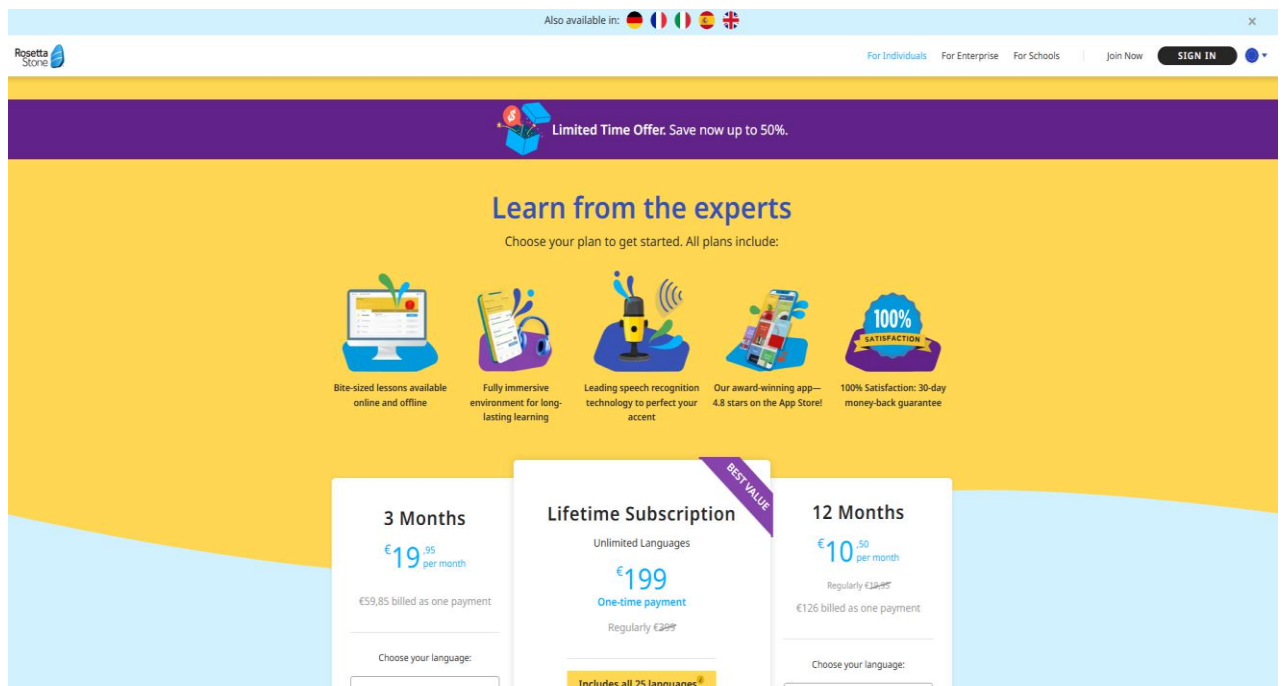 Also available in:
×
Rosetta
Stone
For Individuals For Enterprise For Schools Join Now SIGN IN
Limited Time Offer. Save now up to 50%.
Learn from the experts
Choose your plan to get started. All plans include:
100%
SATISFACTION
Bite-sized lessons available
online and offline
Fully immersive
environment for long-
lasting learning
Leading speech recognition
technology to perfect your
accent
Our award-winning app—
4.8 stars on the App Store!
100% Satisfaction: 30-day
money-back guarantee
3 Months
€19,95
per month
€59,85 billed as one payment
Choose your language:
BEST VALUE
Lifetime Subscription
Unlimited Languages
€199
One-time payment
Regularly €399
Includes all 25 languages
12 Months
€10,50
per month
Regularly €19,95
€126 billed as one payment
Choose your language: